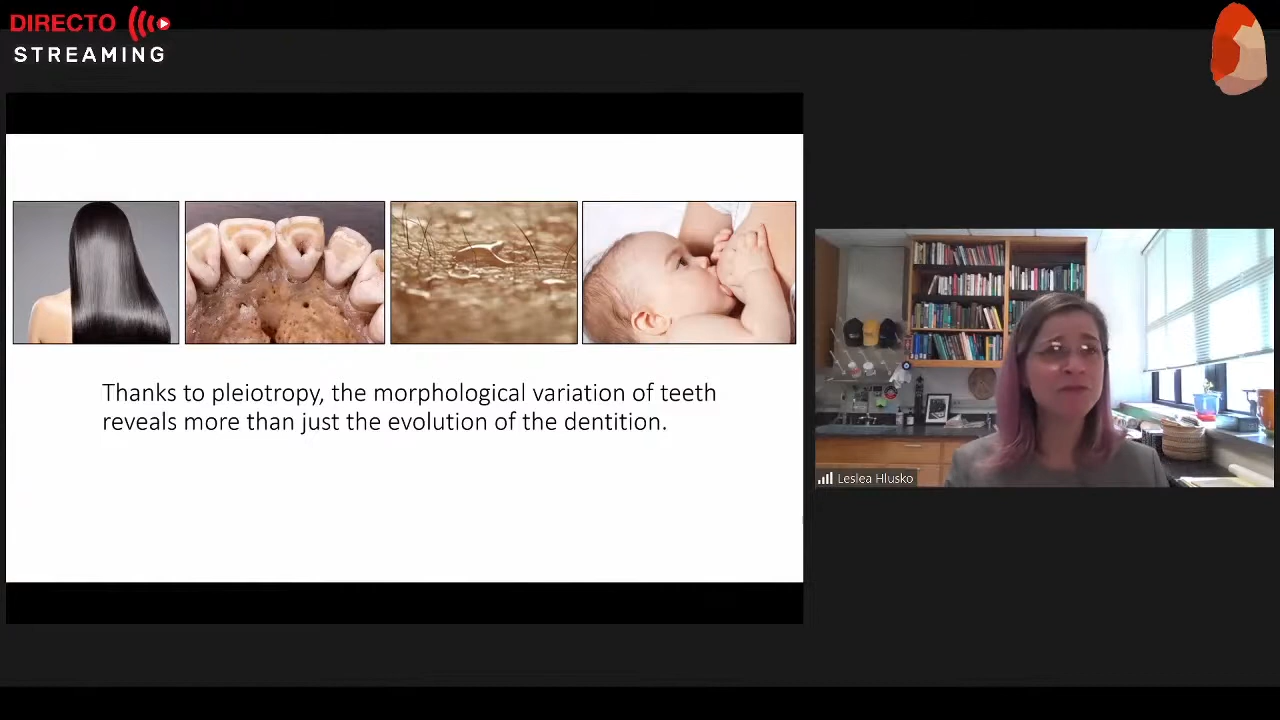 DIRECTO
STREAMING
Thanks to pleiotropy, the morphological variation of teeth
reveals more than just the evolution of the dentition.
Leslea Hlusko